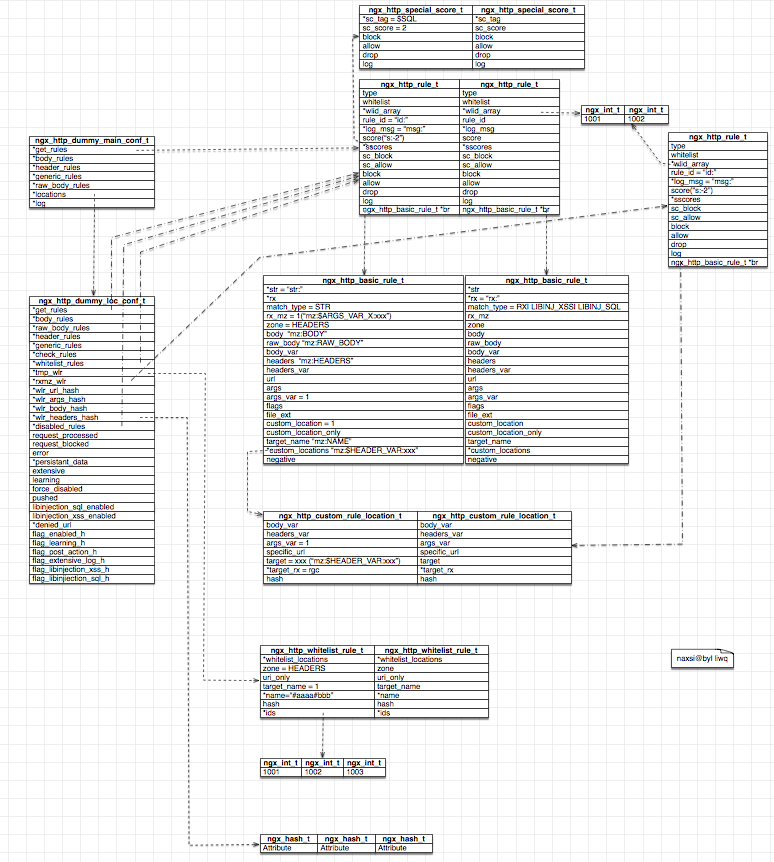 ngx_http_special_score_t ngx_http_special_score_t
*sc_tag = $SQL *sc_tag
sc_score = 2 sc_score
block block
allow allow
drop drop
log log
ngx_http_rule_t ngx_http_rule_t
type type
whitelist whitelist
*wlid_array *wlid_array
rule_id = "id:" rule_id
*log_msg = "msg:" *log_msg
score("s:-2") score
*sscores *sscores
sc_block sc_block
sc_allow sc_allow
block block
allow allow
drop drop
log log
ngx_http_basic_rule_t *br ngx_http_basic_rule_t *br
ngx_int_t ngx_int_t
1001 1002
ngx_http_rule_t
type
whitelist
*wlid_array
rule_id = "id:"
*log_msg = "msg:"
score("s:-2")
*sscores
sc_block
sc_allow
block
allow
drop
log
ngx_http_basic_rule_t *br
ngx_http_dummy_main_conf_t
*get_rules
*body_rules
*header_rules
*generic_rules
*raw_body_rules
*locations
*log
ngx_http_dummy_loc_conf_t
*get_rules
*body_rules
*raw_body_rules
*header_rules
*generic_rules
*check_rules
*whitelist_rules
*tmp_wlr
*rxmz_wlr
*wlr_url_hash
*wlr_args_hash
*wlr_body_hash
*wlr_headers_hash
*disabled_rules
request_processed
request_blocked
error
*persistant_data
extensive
learning
force_disabled
pushed
libinjection_sql_enabled
libinjection_xss_enabled
*denied_url
flag_enabled_h
flag_learning_h
flag_post_action_h
flag_extensive_log_h
flag_libinjection_xss_h
flag_libinjiection_sql_h
ngx_http_basic_rule_t ngx_http_basic_rule_t
*str = "str:" *str
*rx *rx = "rx:"
match_type = STR match_type = RX| LIBINJ_XSS| LIBINJ_SQL
rx_mz = 1("mz:$ARGS_VAR_X:xxx") rx_mz
zone = HEADERS zone
body "mz:BODY" body
raw_body "mz:RAW_BODY" raw_body
body_var body_var
headers "mz:HEADERS" headers
headers_var headers_var
url url
args args
args_var = 1 args_var
flags flags
file_ext file_ext
custom_location = 1 custom_location
custom_location_only custom_location_only
target_name "mz:NAME" target_name
*custom_locations "mz:$HEADER_VAR:xxx" *custom_locations
negative negative
ngx_http_custom_rule_location_t ngx_http_custom_rule_location_t
body_var body_var
headers_var headers_var
args_var = 1 args_var
specific_url specific_url
target = xxx ("mz:$HEADER_VAR:xxx") target
*target_rx = rgc *target_rx
hash hash
ngx_http_whitelist_rule_t ngx_http_whitelist_rule_t
*whitelist_locations *whitelist_locations
zone = HEADERS zone
uri_only uri_only
target_name = 1 target_name
*name="#aaaa#bbb" *name
hash hash
*ids *ids
naxsi@byl liwq
ngx_int_t ngx_int_t ngx_int_t
1001 1002 1003
ngx_hash_t ngx_hash_t ngx_hash_t
Attribute Attribute Attribute